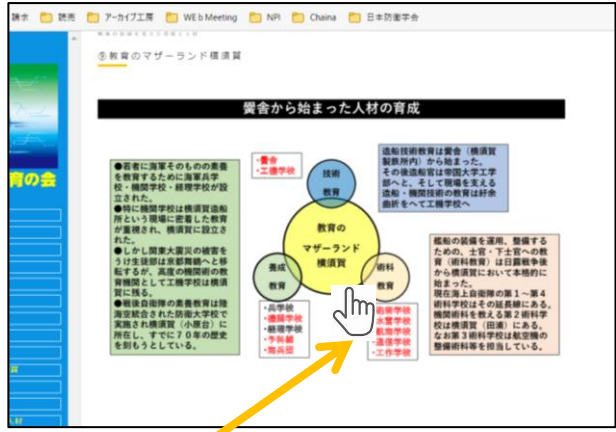 読売
アーカイブ工房
WEb Meeting
NPI
Chaina
日本防衛学会
⑨教育のマザーランド横須賀
黌舎から始まった人材の育成
●若者に海軍そのものの素養
を教育するために海軍兵学
校・機関学校・経理学校が設
立された。
●特に機関学校は横須賀造船
所という現場に密着した教育
が重視され、横須賀に設立さ
れた。
●しかし関東大震災の被害を
うけ生徒部は京都舞鶴へと移
転するが、高度の機関術の教
育機関として工機学校は横須
賀に残る。
●戦後自衛隊の素養教育は陸
海空統合された防衛大学校で
実施され横須賀（小原台）に
所在し、すでに７０年の歴史
を刻もうとしている。
・黌舎
・工機学校
技術
教育
教育の
マザーランド
横須賀
養成
教育
術科
教育
・兵学校
・機関学校
・経理学校
・予科練
・海兵団
・砲術学校
・水雷学校
・航海学校
・通信学校
・工作学校
造船技術教育は黌舎（横須賀
製鉄所内）から始まった。
その後造船官は帝国大学工学
部へと、そして現場を支える
造船・機関技術の教育は紆余
曲折をへて工機学校へ
艦船の装備を運用、整備する
ための、士官・下士官への教
育（術科教育）は日露戦争後
から横須賀において本格的に
始まった。
現在海上自衛隊の第１～第４
術科学校はその延長線にある。
機関術科を教える第２術科学
校は横須賀（田浦）にある。
なお第３術科学校は航空機の
整備術科等を担当している。
育の会